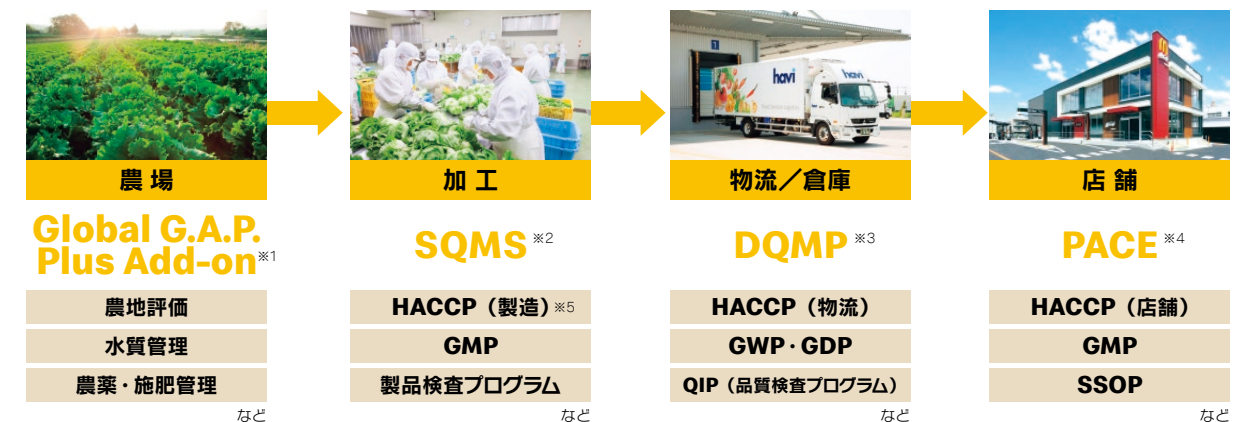 1
havi
havi
農場
加工
物流／倉庫
店舗
Global G.A.P.
Plus Add-on※1
SQMS ※2
DQMP ※3
PACE ※4
農地評価
水質管理
農薬・施肥管理
など
HACCP（製造）※5
GMP
製品検査プログラム
など
HACCP（物流）
GWP・GDP
QIP（品質検査プログラム）
など
HACCP（店舗）
GMP
SSOP
など